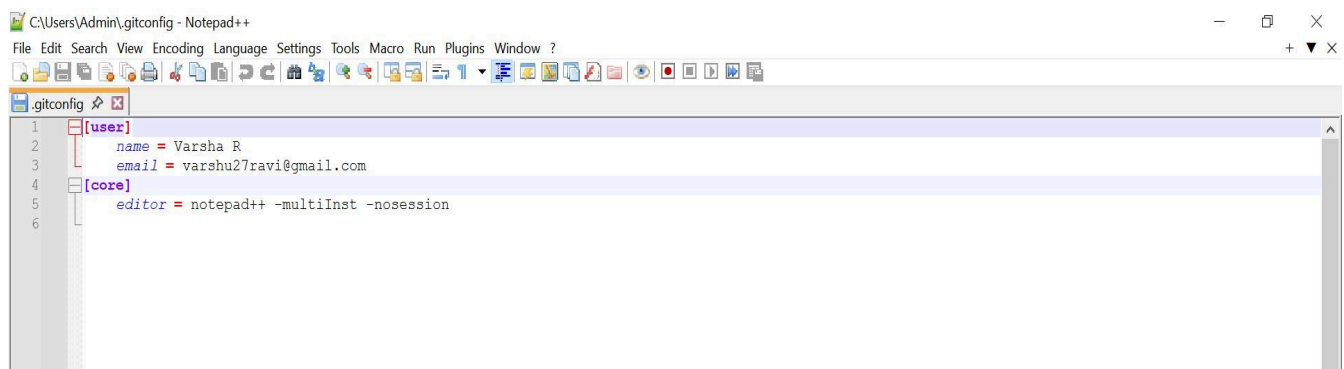 C:\Users\Admin\.gitconfig - Notepad++
File Edit Search View Encoding Language Settings Tools Macro Run Plugins Window ?
.gitconfig
1 [user]
2 name = Varsha R
3 email = varshu27ravi@gmail.com
4 [core]
5 editor = notepad++ -multiInst -nosession
6